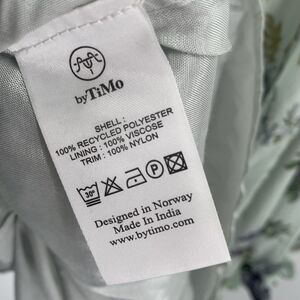 byTiMo
SHELL :
100% RECYCLED POLYESTER
LINING : 100% VISCOSE
TRIM : 100% NYLON
30°
P
Designed in Norway
Made In India
www.bytimo.com